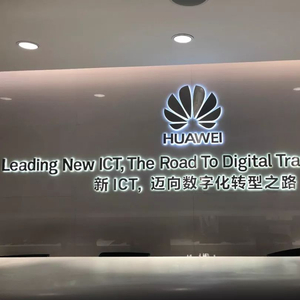 HUAWEI
Leading New ICT, The Road To Digital Tra
新 ICT, 迈向数字化转型之路